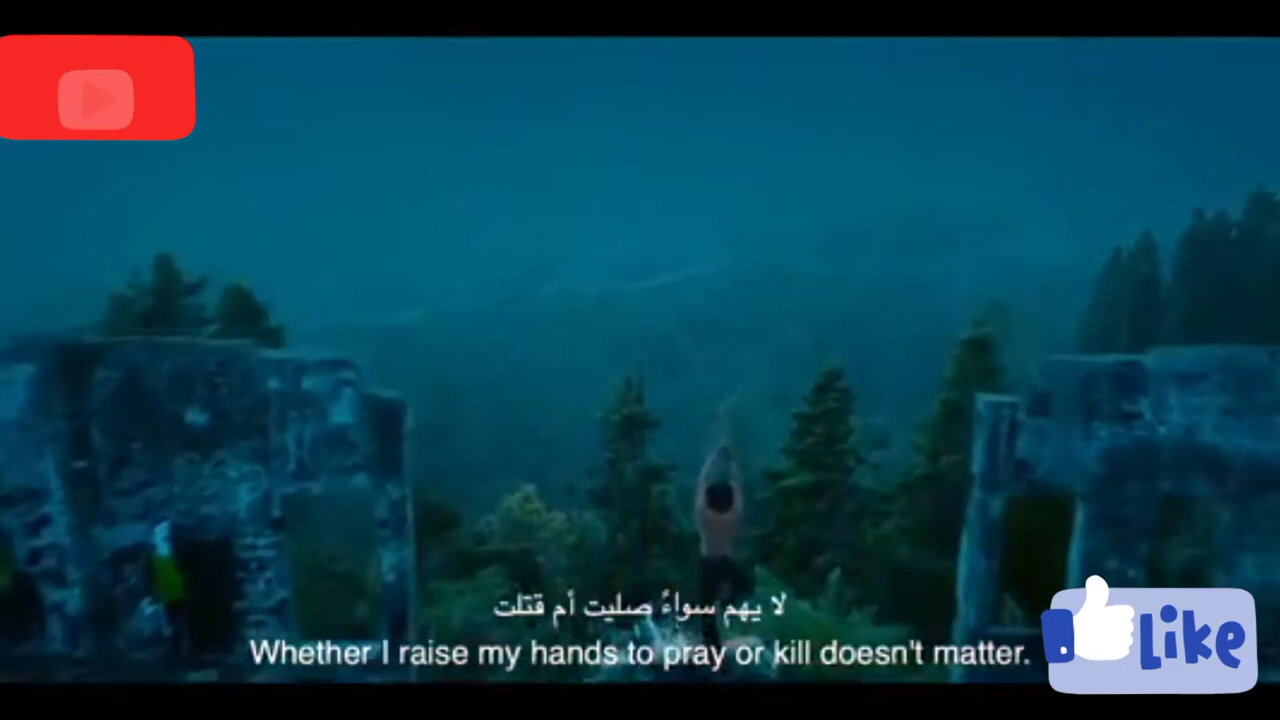 لا يهم سواءً صليت أم قتلت
Whether I raise my hands to pray or kill doesn't matter.
Like